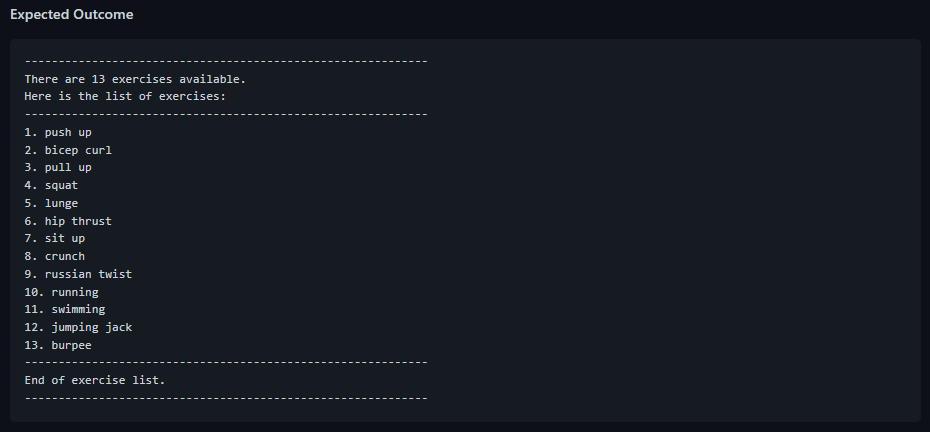 Expected Outcome
------------------------------------------------------------
There are 13 exercises available.
Here is the list of exercises:
------------------------------------------------------------
1. push up
2. bicep curl
3. pull up
4. squat
5. lunge
6. hip thrust
7. sit up
8. crunch
9. russian twist
10. running
11. swimming
12. jumping jack
13. burpee
------------------------------------------------------------
End of exercise list.
------------------------------------------------------------